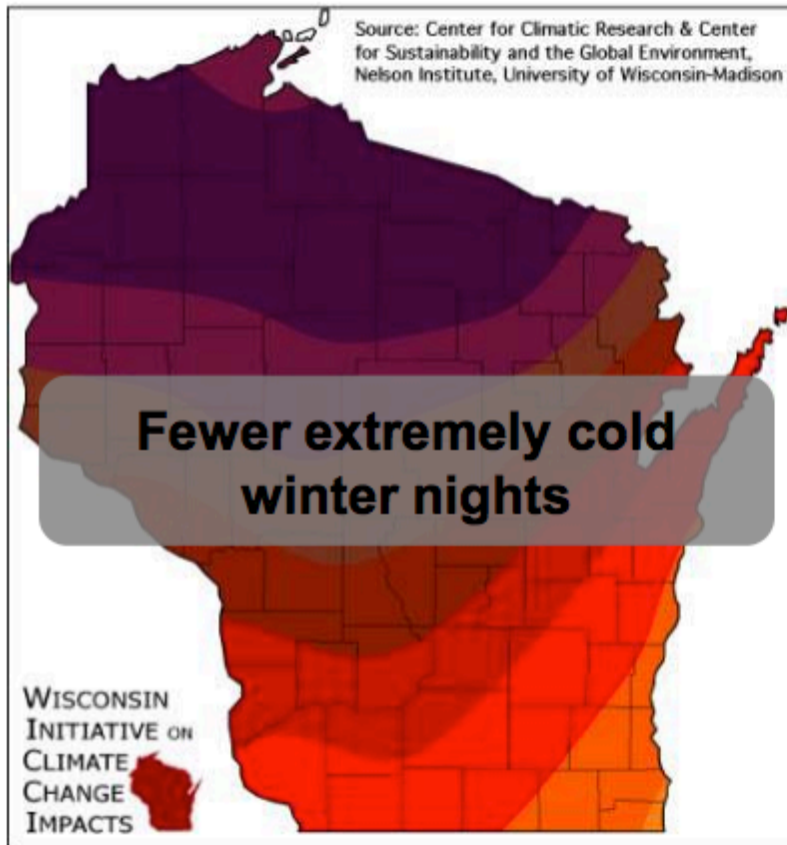 Source: Center for Climatic Research & Center
for Sustainability and the Global Environment,
Nelson Institute, University of Wisconsin-Madison
Fewer extremely cold
winter nights
WISCONSIN
INITIATIVE ON
CLIMATE
CHANGE
IMPACTS